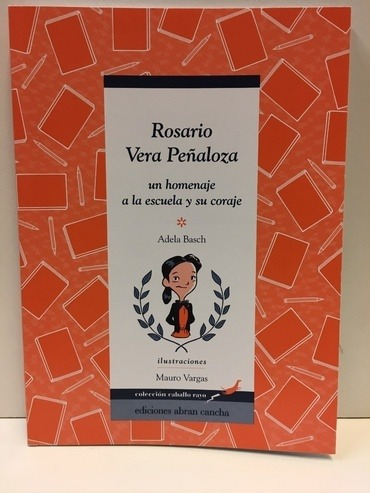 Rosario
Vera Peñaloza
un homenaje
a la escuela y su coraje
*
Adela Basch
ilustraciones
Mauro Vargas
colección caballo rayo
ediciones abran cancha